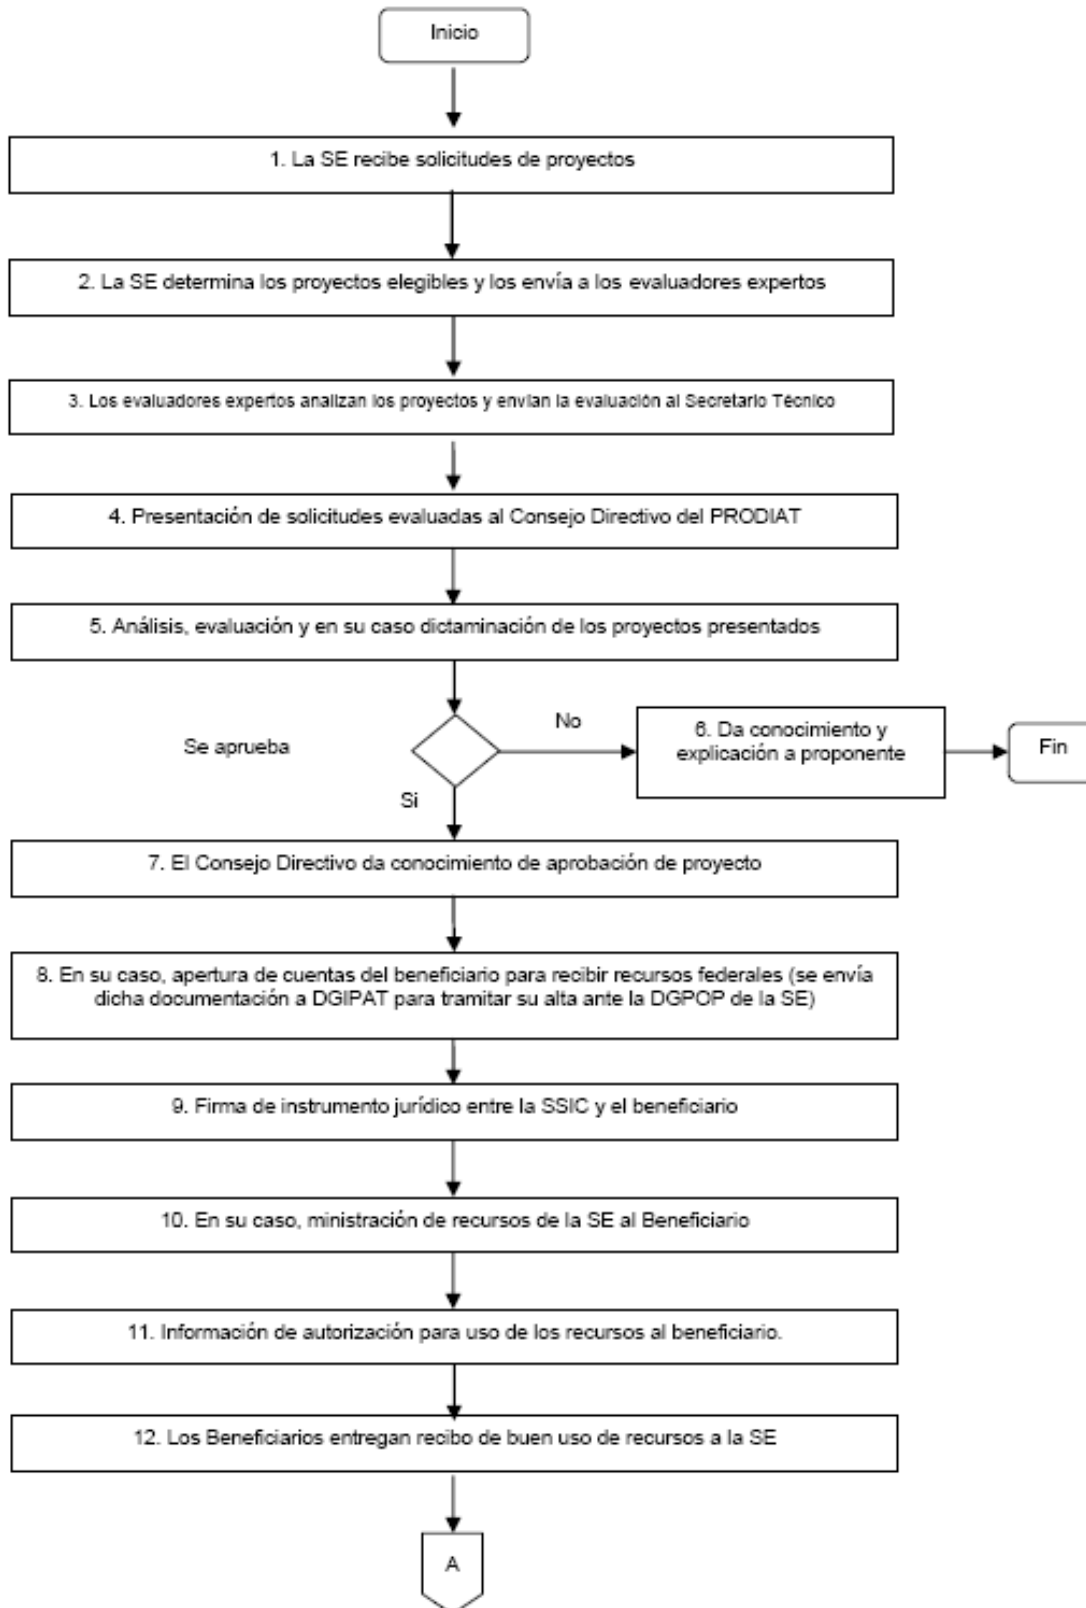 Inicio
1. La SE recibe solicitudes de proyectos
2. La SE determina los proyectos elegibles y los envía a los evaluadores expertos
3. Los evaluadores expertos analizan los proyectos y envían la evaluación al Secretario Técnico
4. Presentación de solicitudes evaluadas al Consejo Directivo del PRODIAT
5. Análisis, evaluación y en su caso dictaminación de los proyectos presentados
Se aprueba
No
6. Da conocimiento y
explicación a proponente
Fin
Si
7. El Consejo Directivo da conocimiento de aprobación de proyecto
8. En su caso, apertura de cuentas del beneficiario para recibir recursos federales (se envía
dicha documentación a DGIPAT para tramitar su alta ante la DGPOP de la SE)
9. Firma de instrumento jurídico entre la SSIC y el beneficiario
10. En su caso, ministración de recursos de la SE al Beneficiario
11. Información de autorización para uso de los recursos al beneficiario.
12. Los Beneficiarios entregan recibo de buen uso de recursos a la SE
A